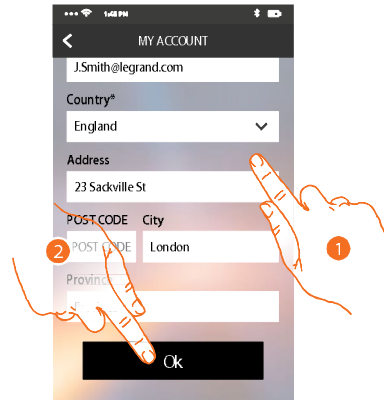 1:48 PM
MY ACCOUNT
J.Smith@legrand.com
Country*
England
Address
23 Sackville St
POST CODE City
POST CODE London
Ok
1
2